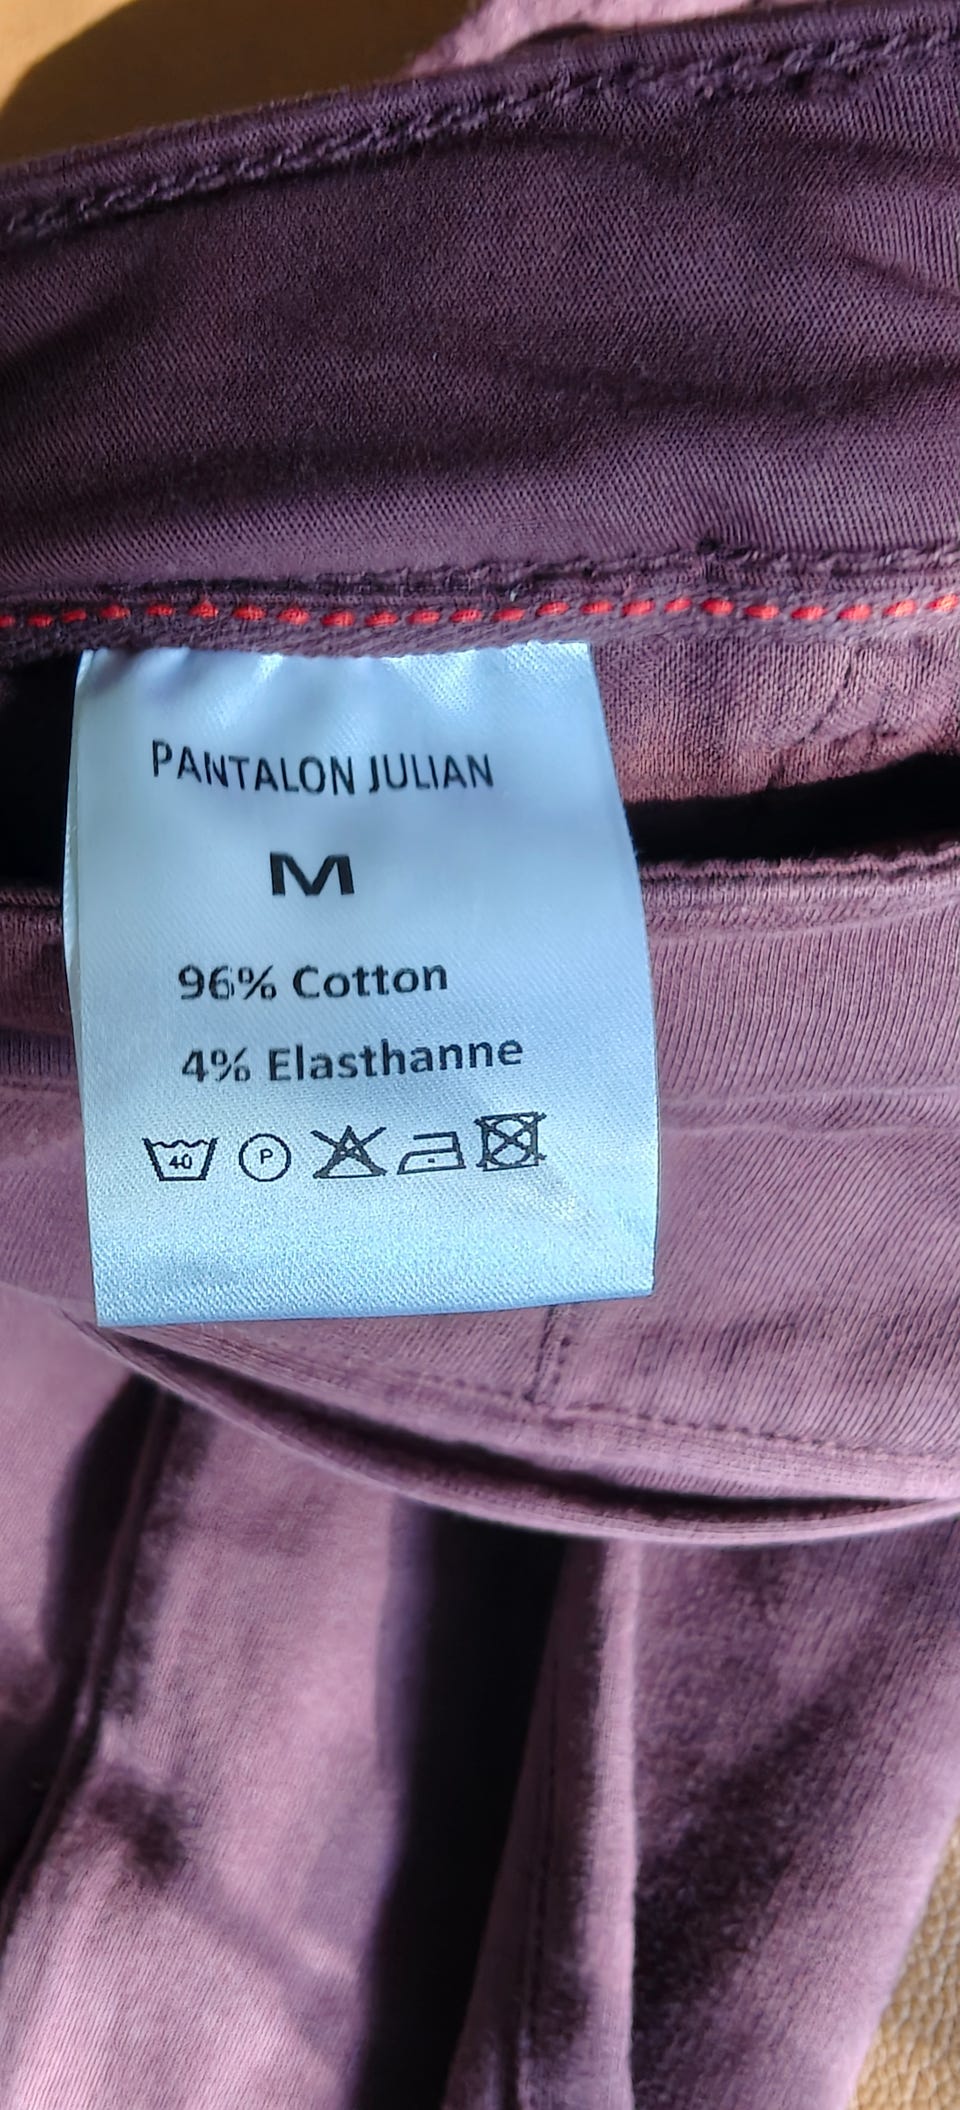 PANTALON JULIAN
M
96% Cotton
4% Elasthanne
40 P